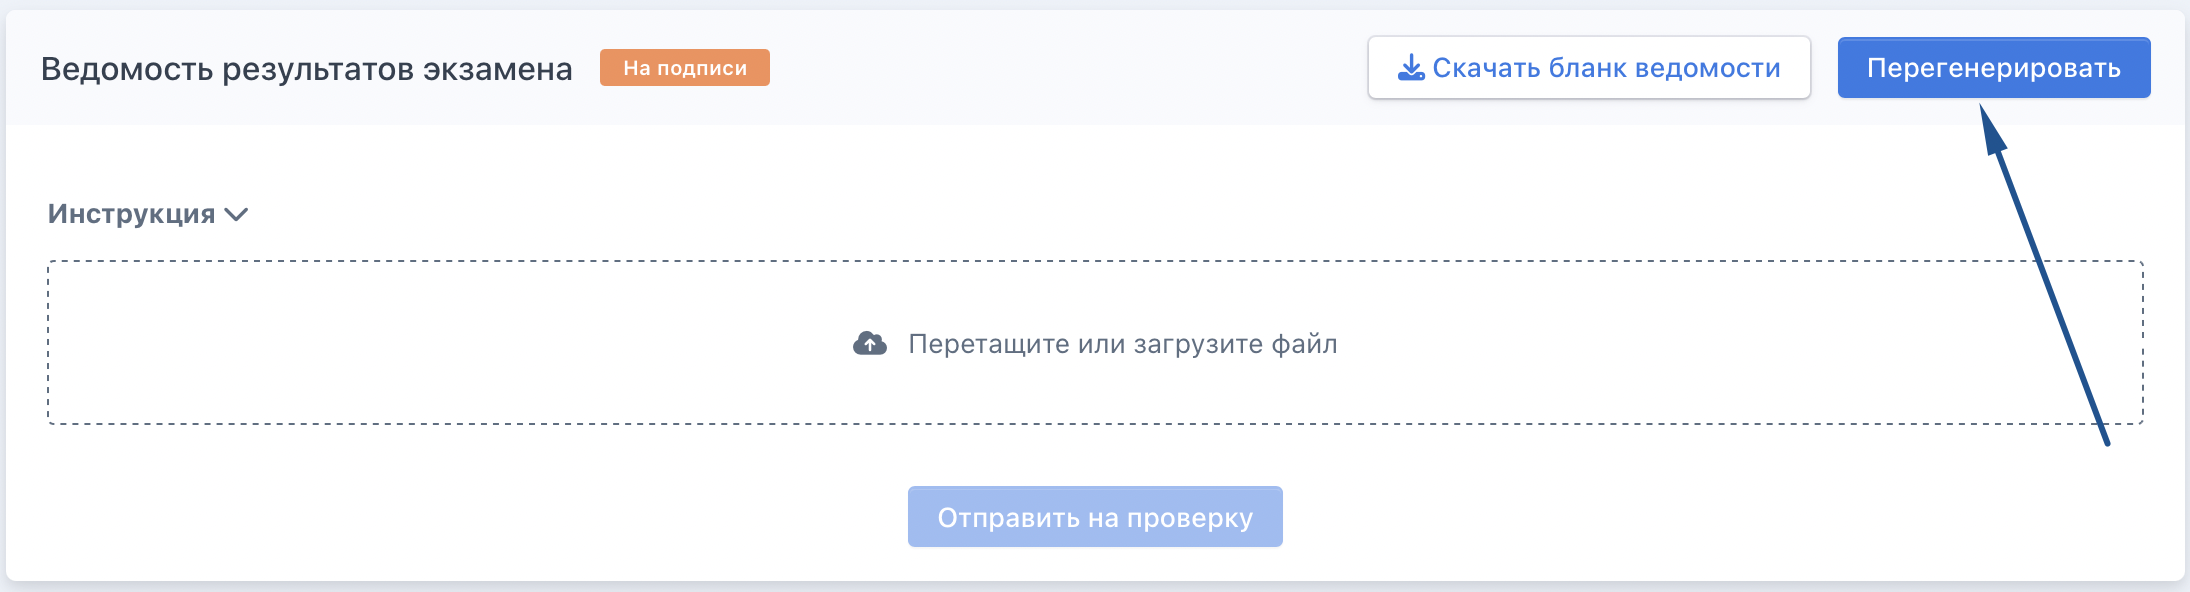 Ведомость результатов экзамена
На подписи
Скачать бланк ведомости
Перегенерировать
Инструкция
Перетащите или загрузите файл
Отправить на проверку